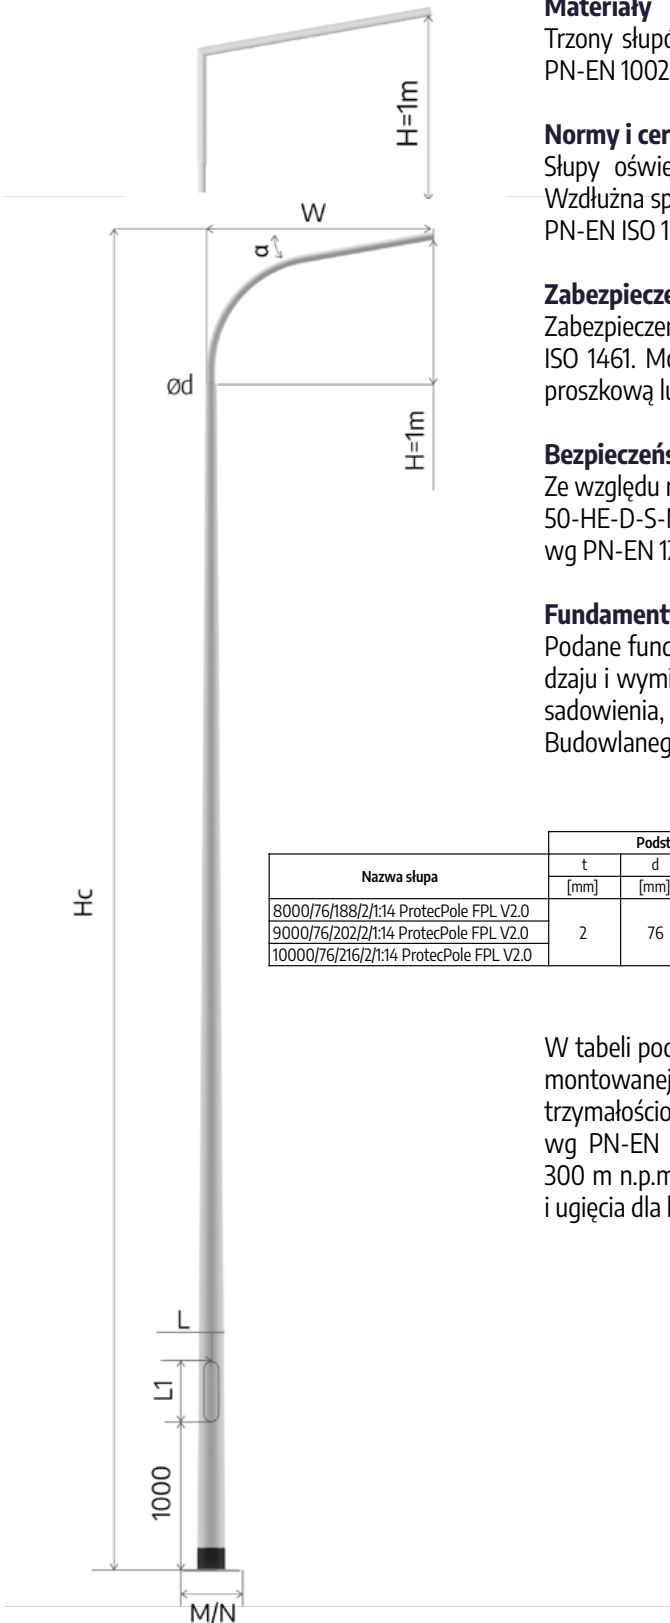 H=1m
W
α
ød
H=1m
Hc
L
L1
1000
M/N
Materiały
Trzony słupó
PN-EN 1002
Normy i cer
Słupy oświe
Wzdłużna sp
PN-EN ISO 1
Zabezpiecze
Zabezpieczen
ISO 1461. Mo
proszkową lu
Bezpieczeńs
Ze względu n
50-HE-D-S-
wg PN-EN 12
Fundament
Podane fund
dzaju i wymi
sadowienia,
Budowlaneg
Podst
Nazwa słupa
t d
[mm] [mm]
8000/76/188/2/1:14 ProtecPole FPL V2.0
9000/76/202/2/1:14 ProtecPole FPL V2.0
2 76
10000/76/216/2/1:14 ProtecPole FPL V2.0
W tabeli pod
montowanej
trzymałościo
wg PN-EN
300 m n.p.m
i ugięcia dla